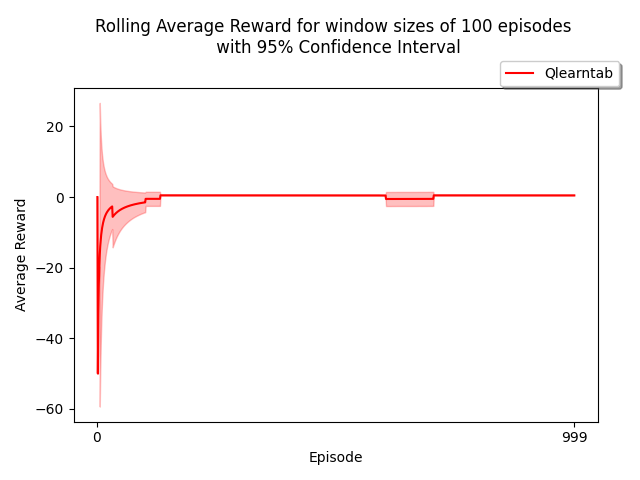 Rolling Average Reward for window sizes of 100 episodes
with 95% Confidence Interval
Qlearntab
20
0
−20
−40
−60
Average Reward
0
999
Episode